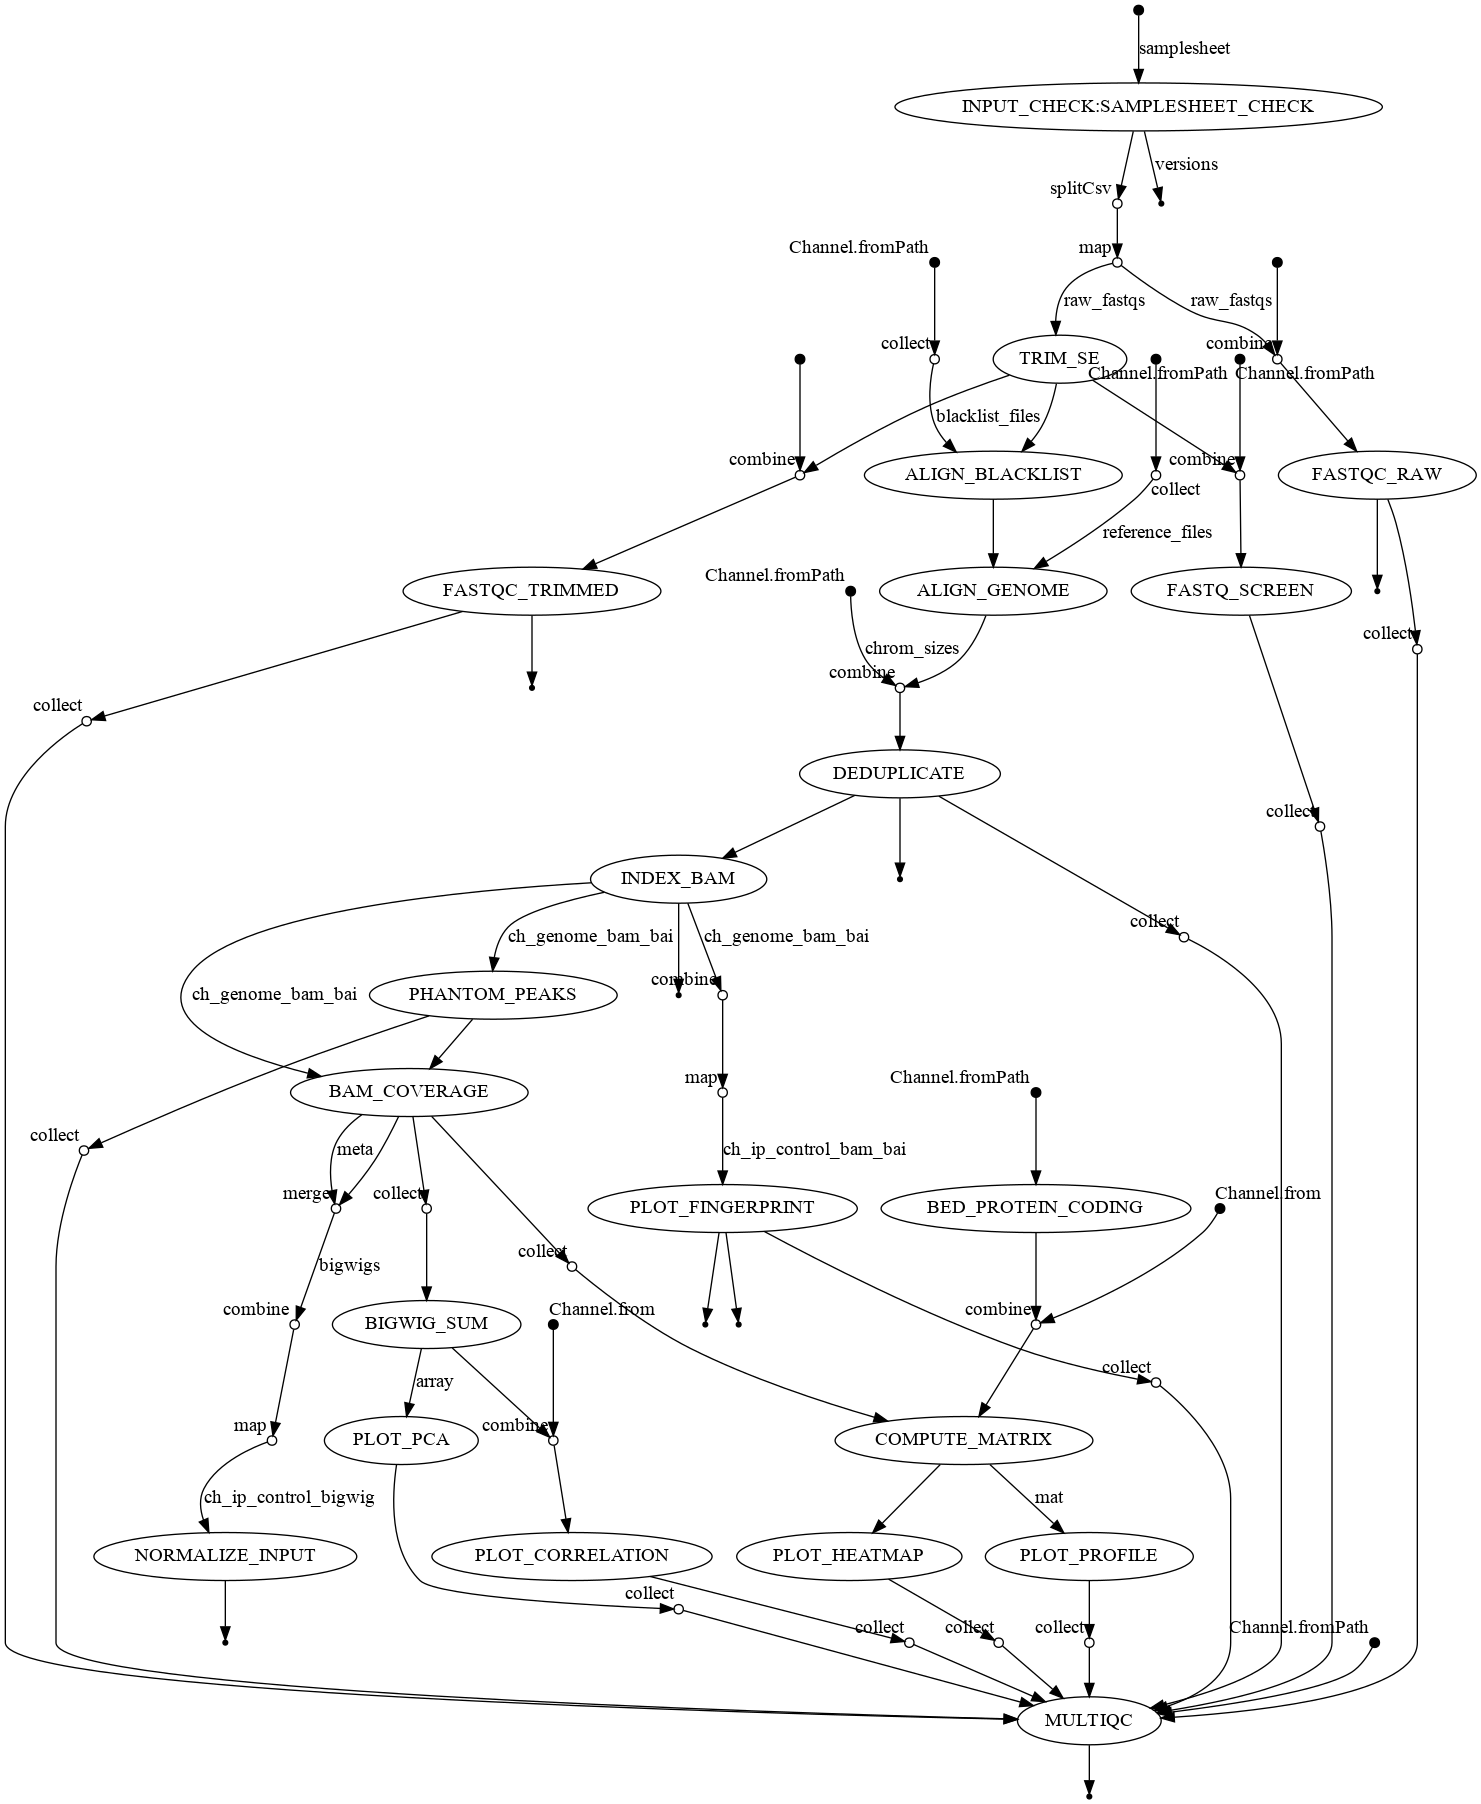 samplesheet
INPUT_CHECK:SAMPLESHEET_CHECK
versions
splitCsv
Channel.fromPath
map
raw_fastqs
raw_fastqs
collect
TRIM_SE
combine
Channel.fromPath
Channel.fromPath
blacklist_files
combine
combine
ALIGN_BLACKLIST
FASTQC_RAW
collect
reference_files
Channel.fromPath
FASTQC_TRIMMED
ALIGN_GENOME
FASTQ_SCREEN
collect
chrom_sizes
combine
collect
DEDUPLICATE
collect
INDEX_BAM
collect
ch_genome_bam_bai
ch_genome_bam_bai
combine
ch_genome_bam_bai
PHANTOM_PEAKS
map
Channel.fromPath
BAM_COVERAGE
collect
meta
ch_ip_control_bam_bai
merge
collect
PLOT_FINGERPRINT
BED_PROTEIN_CODING
Channel.from
collect
bigwigs
combine
Channel.from
combine
BIGWIG_SUM
collect
array
map
combine
PLOT_PCA
COMPUTE_MATRIX
ch_ip_control_bigwig
mat
NORMALIZE_INPUT
PLOT_CORRELATION
PLOT_HEATMAP
PLOT_PROFILE
collect
collect
collect
collect
Channel.fromPath
MULTIQC